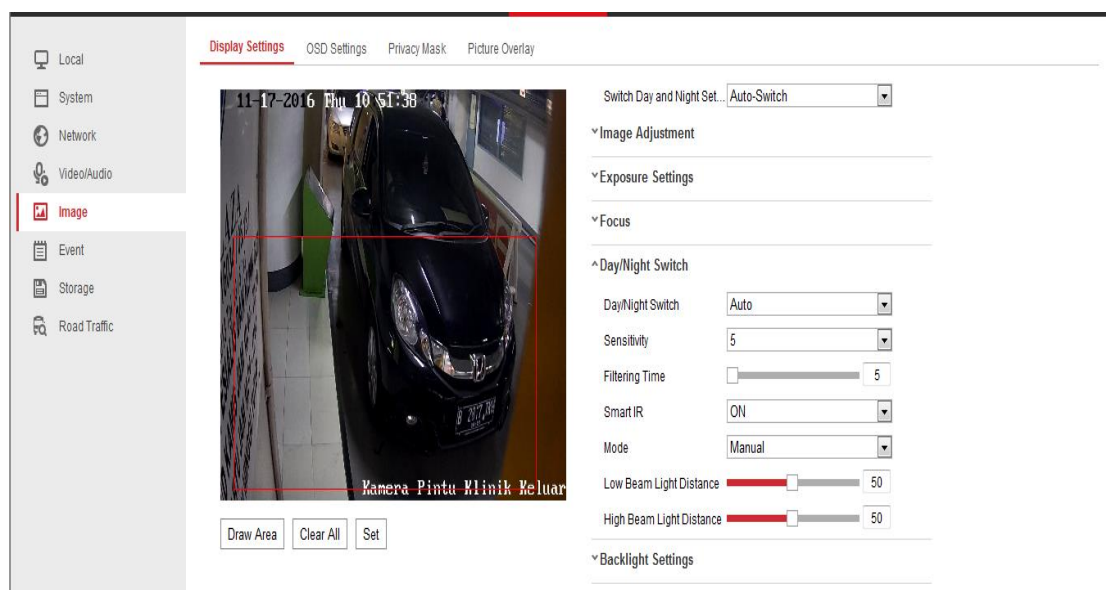 Display Settings
OSD Settings
Privacy Mask
Picture Overlay
Local
System
Network
Video/Audio
Image
Event
Storage
Road Traffic
11-17-2016 Thu 10 51:38
Kamera Pintu Klinik Keluar
Draw Area
Clear All
Set
Switch Day and Night Set... Auto-Switch
Image Adjustment
Exposure Settings
Focus
Day/Night Switch
Day/Night Switch Auto
Sensitivity 5
Filtering Time 5
Smart IR ON
Mode Manual
Low Beam Light Distance 50
High Beam Light Distance 50
Backlight Settings